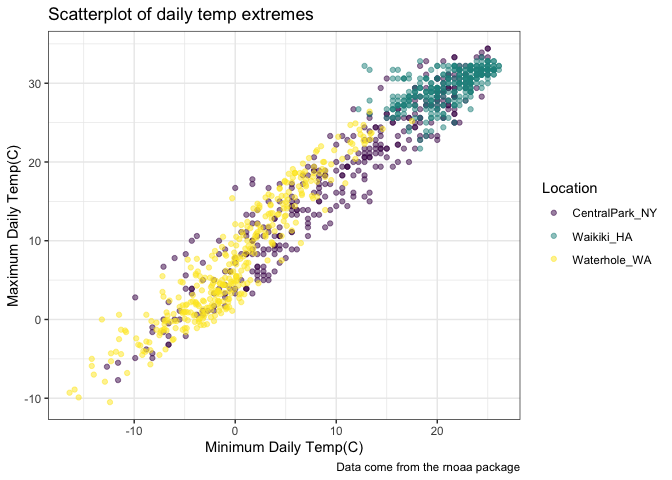 Scatterplot of daily temp extremes
Maximum Daily Temp(C)
30
20
10
0
-10
-10
0
10
20
Minimum Daily Temp(C)
Location
CentralPark_NY
Waikiki_HA
Waterhole_WA
Data come from the rnoaa package